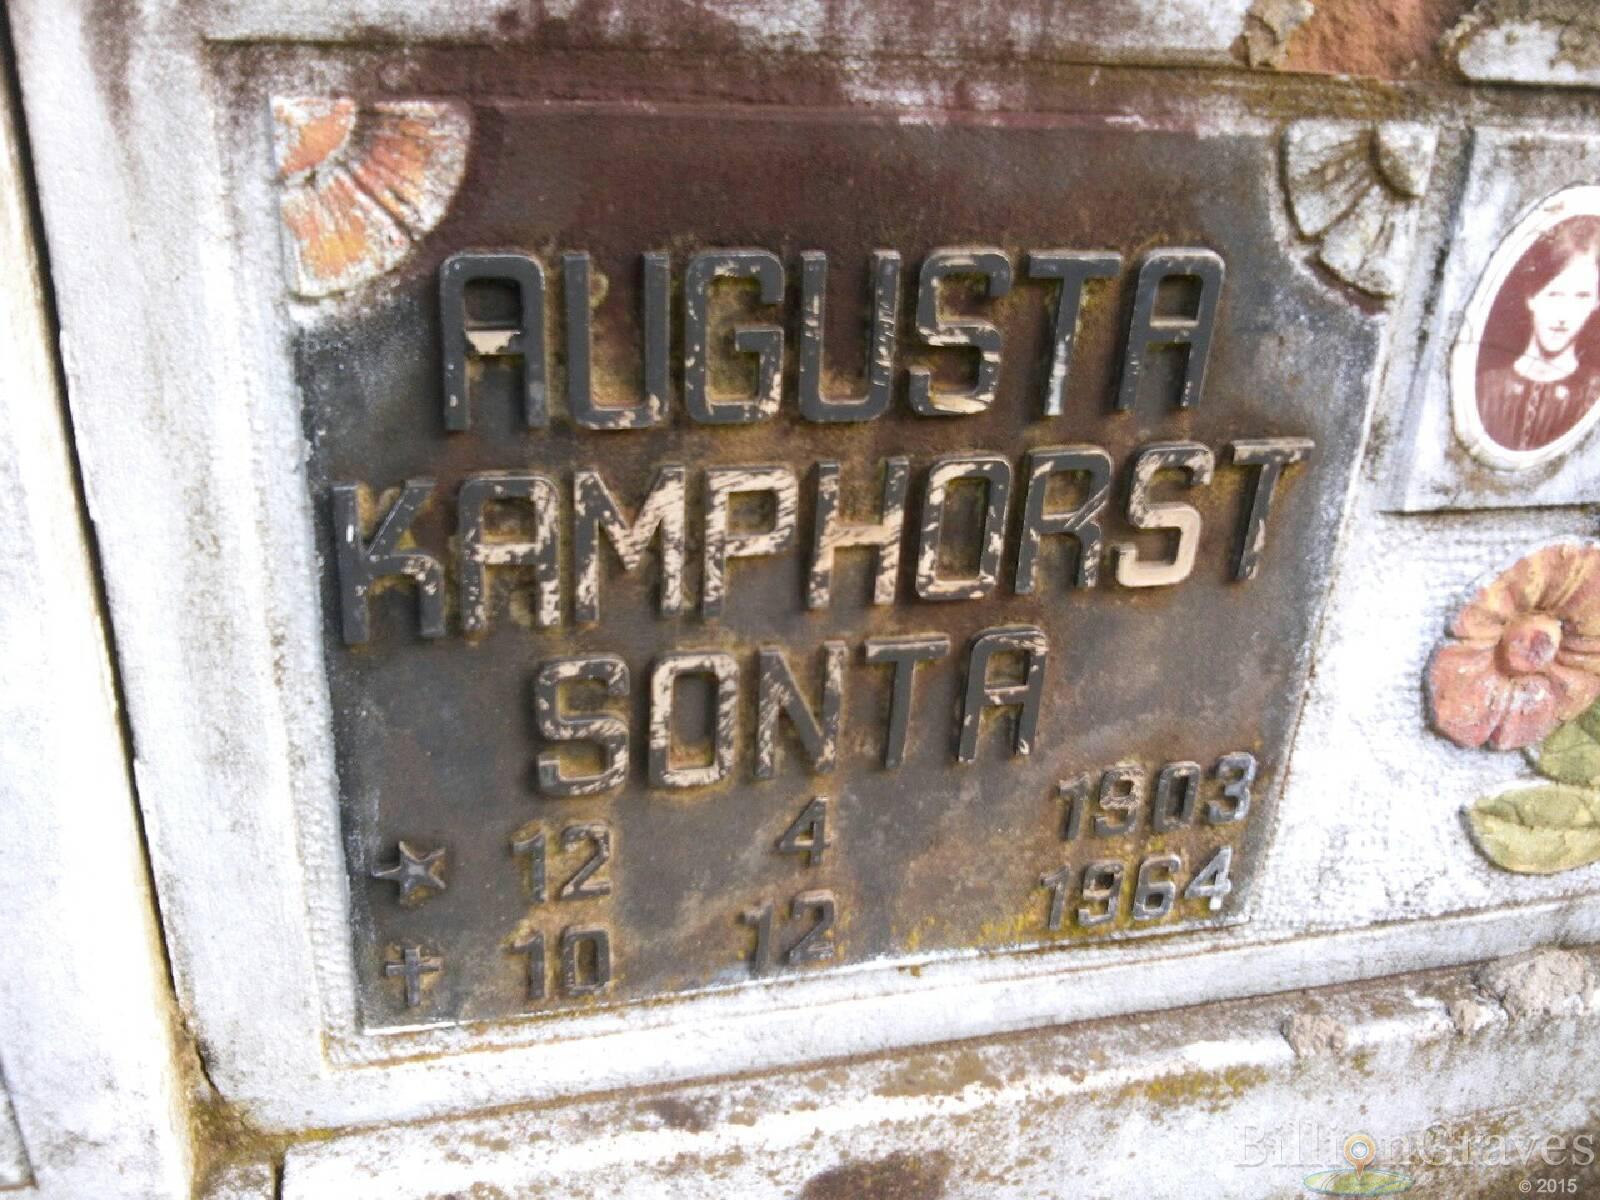 AUGUSTA
KAMPHORST
SONTA
12 4 1903
10 12 1964
BillionGraves
© 2015